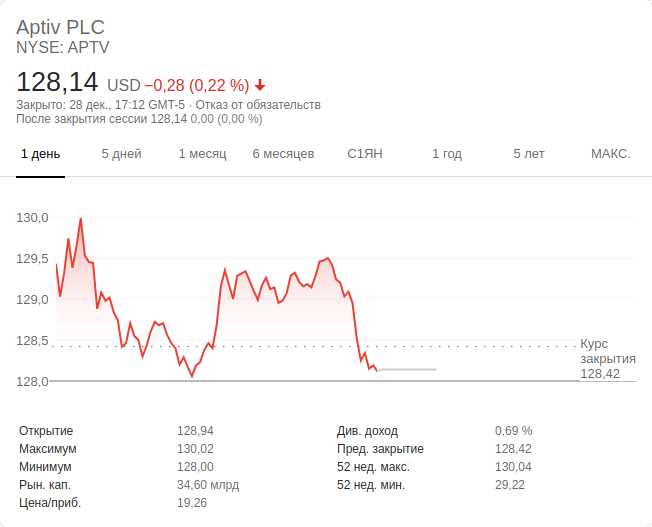 Aptiv PLC
NYSE: APTV
128,14 USD −0,28 (0,22 %)
Закрыто: 28 дек., 17:12 GMT-5 · Отказ от обязательств
После закрытия сессии 128,14 0,00 (0,00 %)
1 день 5 дней 1 месяц 6 месяцев С1ЯН 1 год 5 лет МАКС.
130,0
129,5
129,0
128,5
Курс
закрытия
128,42
128,0
Открытие 128,94 Див. доход 0,69 %
Максимум 130,02 Пред. закрытие 128,42
Минимум 128,00 52 нед. макс. 130,04
Рын. кап. 34,60 млрд 52 нед. мин. 29,22
Цена/приб. 19,26